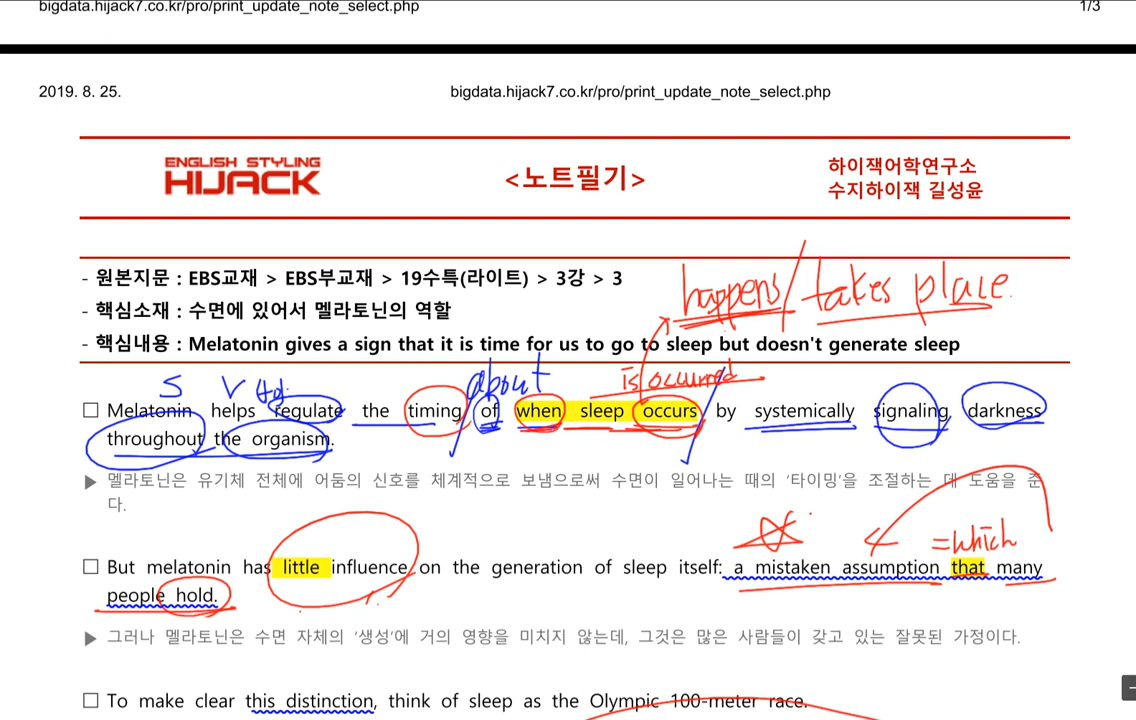 bigdata.hijack7.co.kr/pro/print_update_note_select.php 1/3
2019. 8. 25. bigdata.hijack7.co.kr/pro/print_update_note_select.php
ENGLISH STYLING
HIJACK
<노트필기>
하이잭어학연구소
수지하이잭 길성윤
- 원본지문 : EBS교재 > EBS부교재 > 19수특(라이트) > 3강 > 3
happens/takes place
- 핵심소재 : 수면에 있어서 멜라토닌의 역할
- 핵심내용 : Melatonin gives a sign that it is time for us to go to sleep but doesn't generate sleep
S V about is occurred
□ Melatonin helps regulate the timing of when sleep occurs by systemically signaling darkness
throughout the organism.
▶ 멜라토닌은 유기체 전체에 어둠의 신호를 체계적으로 보냄으로써 수면이 일어나는 때의 '타이밍'을 조절하는 데 도움을 준
다.
=which
□ But melatonin has little influence on the generation of sleep itself: a mistaken assumption that many
people hold.
▶ 그러나 멜라토닌은 수면 자체의 '생성'에 거의 영향을 미치지 않는데, 그것은 많은 사람들이 갖고 있는 잘못된 가정이다.
□ To make clear this distinction, think of sleep as the Olympic 100-meter race.